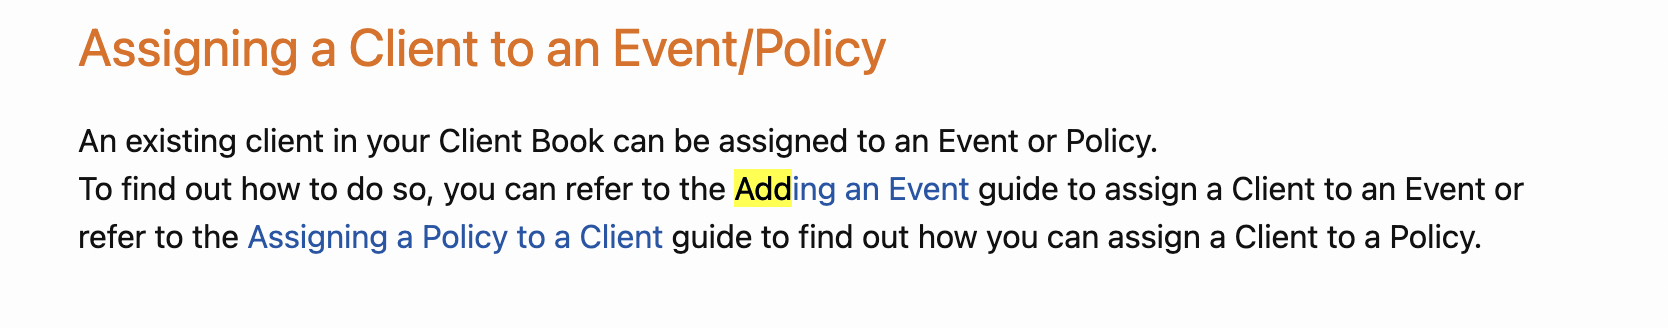 Assigning a Client to an Event/Policy
An existing client in your Client Book can be assigned to an Event or Policy.
To find out how to do so, you can refer to the Adding an Event guide to assign a Client to an Event or
refer to the Assigning a Policy to a Client guide to find out how you can assign a Client to a Policy.